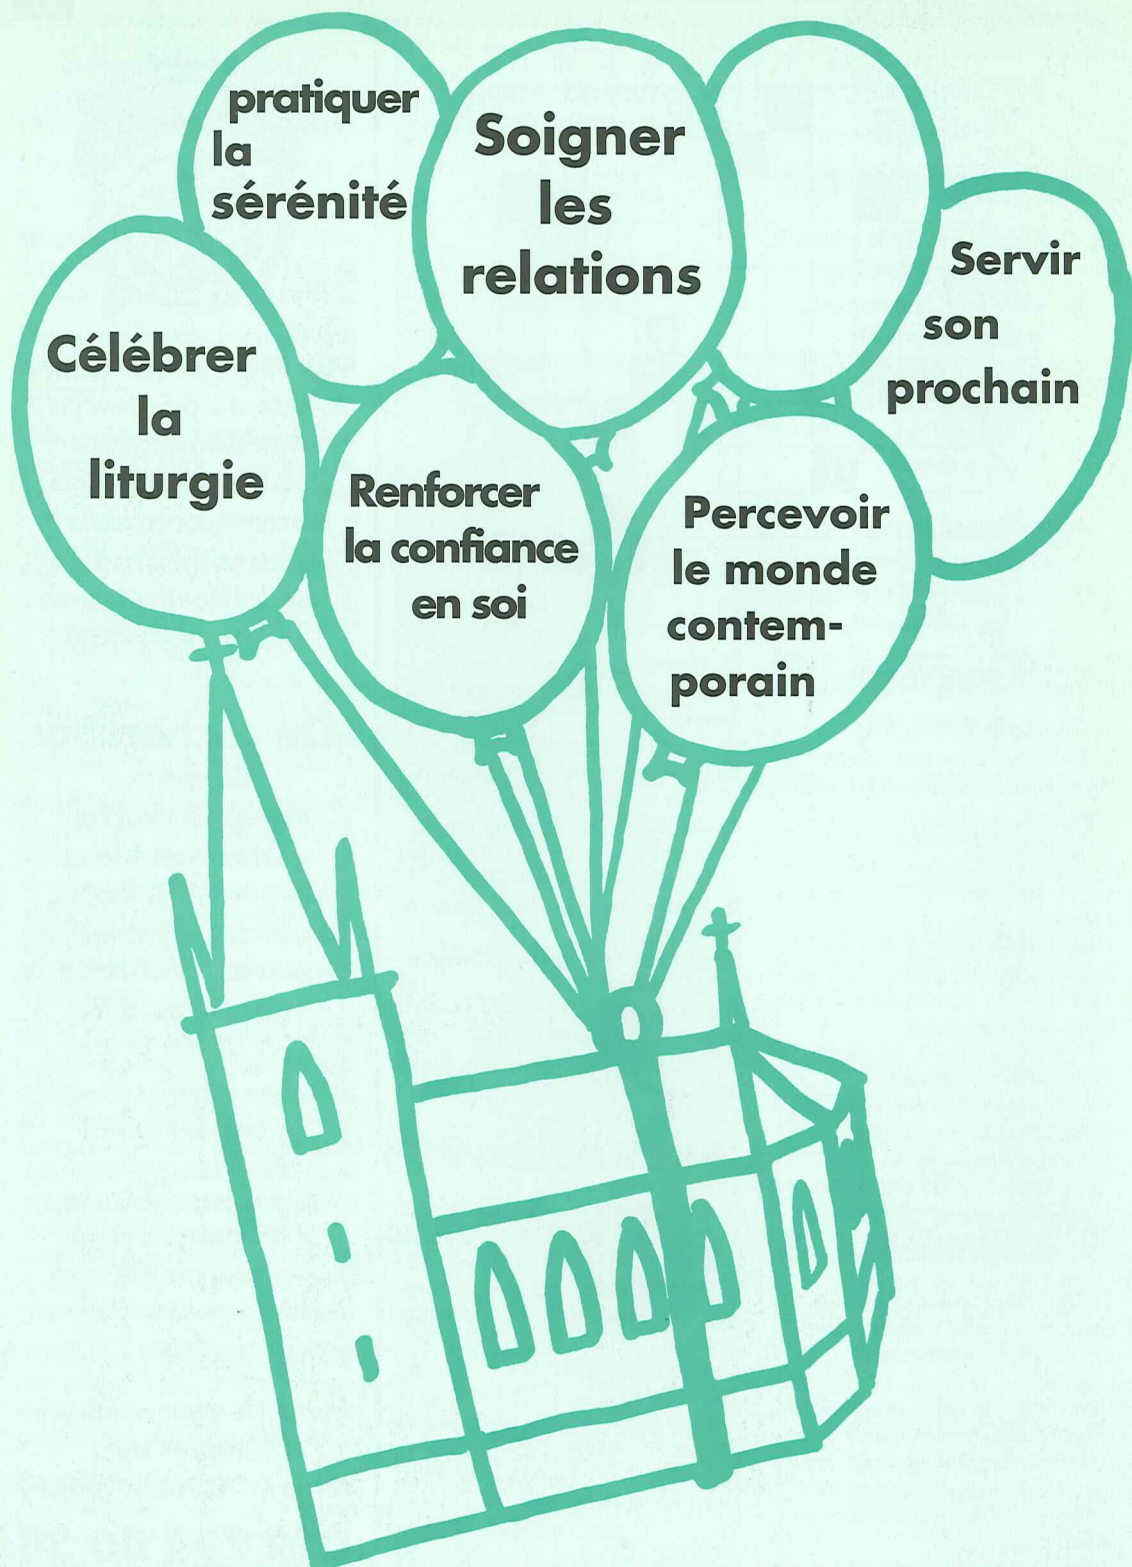 pratiquer
la
sérénité
Soigner
les
relations
Servir
son
prochain
Célébrer
la
liturgie
Renforcer
la confiance
en soi
Percevoir
le monde
contem-
porain